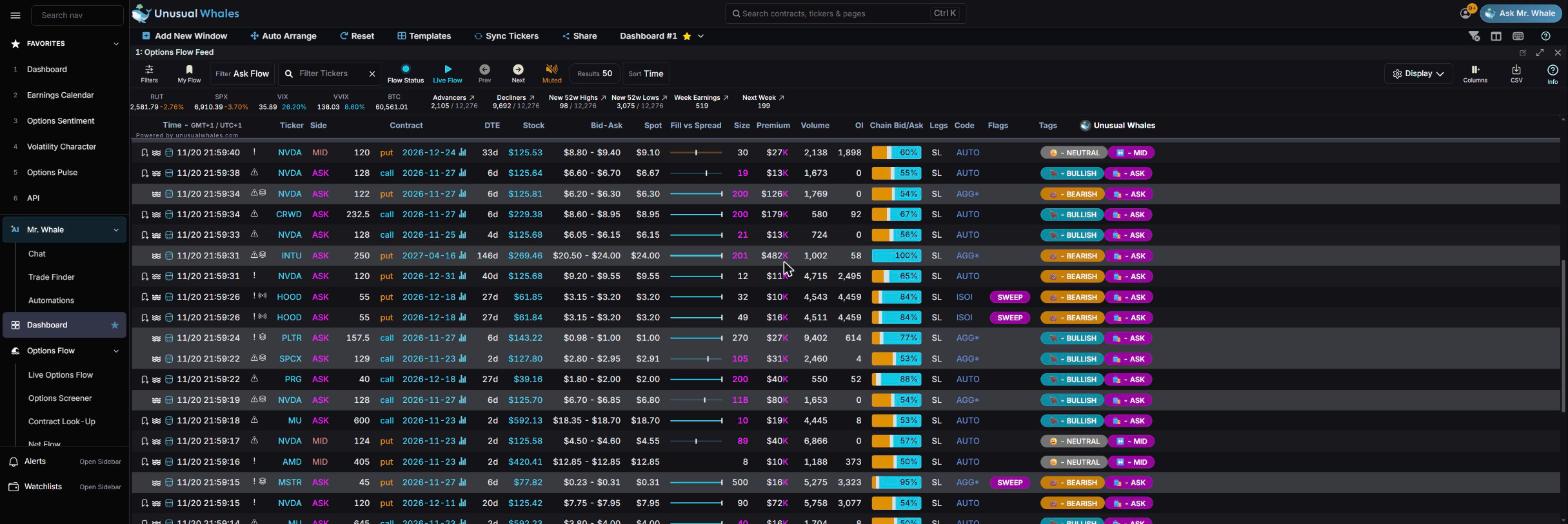 Search nav
Unusual Whales
Search contracts, tickers & pages Ctrl K
9+ Ask Mr. Whale
FAVORITES
Add New Window Auto Arrange Reset Templates Sync Tickers Share Dashboard #1
1: Options Flow Feed
1 Dashboard
2 Earnings Calendar
3 Options Sentiment
4 Volatility Character
5 Options Pulse
6 API
AI Mr. Whale
Chat
Trade Finder
Automations
Dashboard
Options Flow
Live Options Flow
Options Screener
Contract Look-Up
Net Flow
Alerts Open Sidebar
Watchlists Open Sidebar
Filters My Flow Filter Ask Flow Filter Tickers Flow Status Live Flow Prev Next Muted Results 50 Sort Time Display Columns CSV Info
RUT SPX VIX VVIX BTC Advancers Decliners New 52w Highs New 52w Lows Week Earnings Next Week
2,581.79 -2.76% 6,910.39 -3.70% 35.89 26.20% 138.03 6.80% 60,561.01 2,105 / 12,276 9,692 / 12,276 98 / 12,276 3,075 / 12,276 519 199
Time - GMT+1 / UTC+1 Ticker Side Contract DTE Stock Bid-Ask Spot Fill vs Spread Size Premium Volume OI Chain Bid/Ask Legs Code Flags Tags Unusual Whales
Powered by unusualwhales.com
11/20 21:59:40 ! NVDA MID 120 put 2026-12-24 33d $125.53 $8.80 - $9.40 $9.10 30 $27K 2,138 1,898 60% SL AUTO - NEUTRAL - MID
11/20 21:59:38 NVDA ASK 128 call 2026-11-27 6d $125.64 $6.60 - $6.70 $6.67 19 $13K 1,673 0 55% SL AUTO - BULLISH - ASK
11/20 21:59:34 NVDA ASK 122 put 2026-11-27 6d $125.81 $6.20 - $6.30 $6.30 200 $126K 1,769 0 54% SL AGG* - BEARISH - ASK
11/20 21:59:34 CRWD ASK 232.5 call 2026-11-27 6d $229.38 $8.60 - $8.95 $8.95 200 $179K 580 92 67% SL AUTO - BULLISH - ASK
11/20 21:59:33 NVDA ASK 128 call 2026-11-25 4d $125.68 $6.05 - $6.15 $6.15 21 $13K 724 0 56% SL AUTO - BULLISH - ASK
11/20 21:59:31 INTU ASK 250 put 2027-04-16 146d $269.46 $20.50 - $24.00 $24.00 201 $482K 1,002 58 100% SL AGG* - BEARISH - ASK
11/20 21:59:31 ! NVDA ASK 120 put 2026-12-31 40d $125.68 $9.20 - $9.55 $9.55 12 $11K 4,715 2,495 65% SL AUTO - BEARISH - ASK
11/20 21:59:26 ! HOOD ASK 55 put 2026-12-18 27d $61.85 $3.15 - $3.20 $3.20 32 $10K 4,543 4,459 84% SL ISOI SWEEP - BEARISH - ASK
11/20 21:59:26 ! HOOD ASK 55 put 2026-12-18 27d $61.84 $3.15 - $3.20 $3.20 49 $16K 4,511 4,459 84% SL ISOI SWEEP - BEARISH - ASK
11/20 21:59:24 ! PLTR ASK 157.5 call 2026-11-27 6d $143.22 $0.98 - $1.00 $1.00 270 $27K 9,402 614 77% SL AGG* - BULLISH - ASK
11/20 21:59:22 SPCX ASK 129 call 2026-11-23 2d $127.80 $2.80 - $2.95 $2.91 105 $31K 2,460 4 53% SL AGG* - BULLISH - ASK
11/20 21:59:22 PRG ASK 40 call 2026-12-18 27d $39.16 $1.80 - $2.00 $2.00 200 $40K 550 52 88% SL AUTO - BULLISH - ASK
11/20 21:59:19 NVDA ASK 128 call 2026-11-27 6d $125.70 $6.70 - $6.85 $6.80 118 $80K 1,653 0 54% SL AGG* - BULLISH - ASK
11/20 21:59:18 MU ASK 600 call 2026-11-23 2d $592.13 $18.35 - $18.70 $18.70 10 $19K 4,445 8 53% SL AUTO - BULLISH - ASK
11/20 21:59:17 NVDA MID 124 put 2026-11-23 2d $125.58 $4.50 - $4.60 $4.55 89 $40K 6,866 0 57% SL AUTO - NEUTRAL - MID
11/20 21:59:16 AMD MID 405 put 2026-11-23 2d $420.41 $12.85 - $12.85 $12.85 8 $10K 1,188 373 50% SL AUTO - NEUTRAL - MID
11/20 21:59:15 ! MSTR ASK 45 put 2026-11-27 6d $77.82 $0.23 - $0.31 $0.31 500 $16K 5,275 3,323 95% SL AGG* SWEEP - BEARISH - ASK
11/20 21:59:15 ! NVDA ASK 120 put 2026-12-11 20d $125.42 $7.75 - $7.95 $7.95 90 $72K 5,758 3,077 54% SL AUTO - BEARISH - ASK
11/20 21:59:14 MU ASK 645 call 2026-11-23 2d $592.23 $3.80 - $4.00 $4.00 40 $16K 1,704 8 50% SL AUTO - BULLISH - ASK